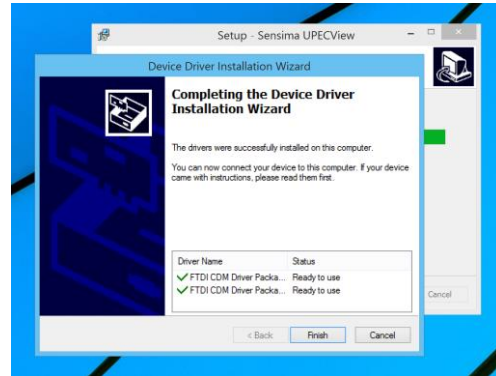 Setup - Sensima UPECView
Device Driver Installation Wizard
Completing the Device Driver
Installation Wizard
The drivers were successfully installed on this computer.
You can now connect your device to this computer. If your device
came with instructions, please read them first.
Driver Name Status
FTDI CDM Driver Packa... Ready to use
FTDI CDM Driver Packa... Ready to use
Cancel
< Back Finish Cancel